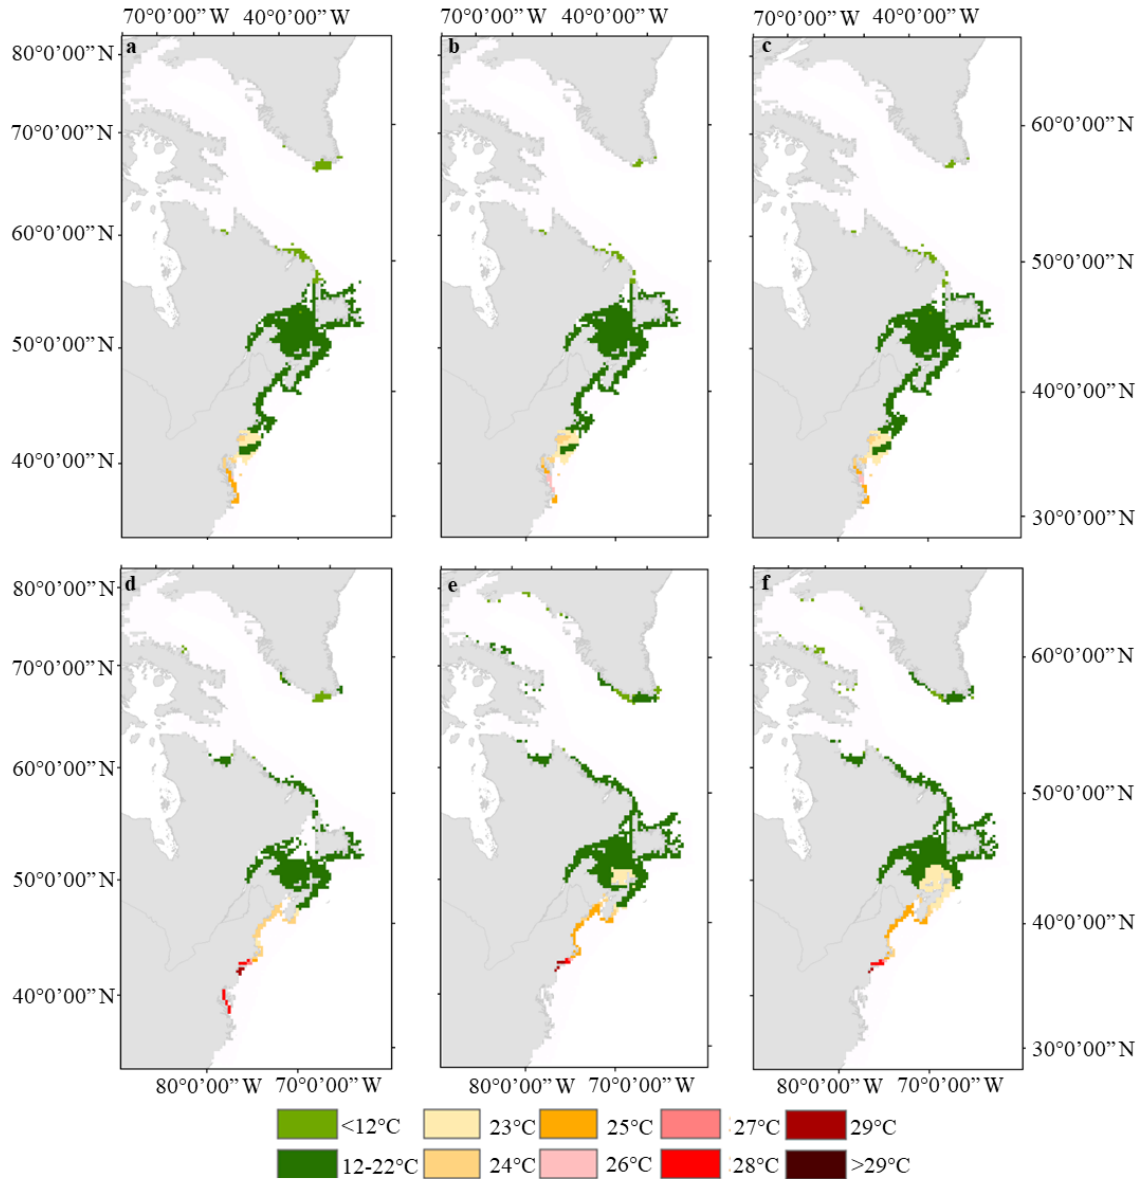 70°0'00"W 40°0'00"W 70°0'00"W 40°0'00"W 70°0'00"W 40°0'00"W
a b c
80°0'00"N
60°0'00"N
70°0'00"N
60°0'00"N
50°0'00"N
50°0'00"N
40°0'00"N
40°0'00"N
30°0'00"N
d e f
80°0'00"N
60°0'00"N
70°0'00"N
60°0'00"N
50°0'00"N
50°0'00"N
40°0'00"N
40°0'00"N
30°0'00"N
80°0'00"W 70°0'00"W 80°0'00"W 70°0'00"W 80°0'00"W 70°0'00"W
<12°C 23°C 25°C 27°C 29°C
12-22°C 24°C 26°C 28°C >29°C